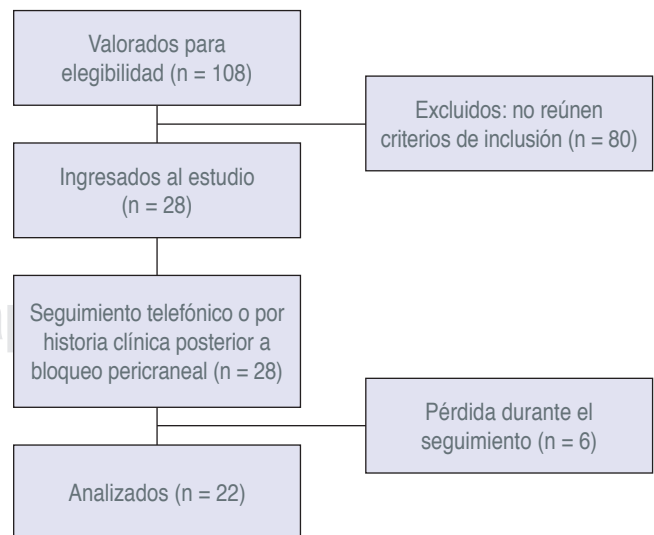 Valorados para
elegibilidad (n = 108)
Excluidos: no reúnen
criterios de inclusión (n = 80)
Ingresados al estudio
(n = 28)
Seguimiento telefónico o por
historia clínica posterior a
bloqueo pericraneal (n = 28)
Pérdida durante el
seguimiento (n = 6)
Analizados (n = 22)